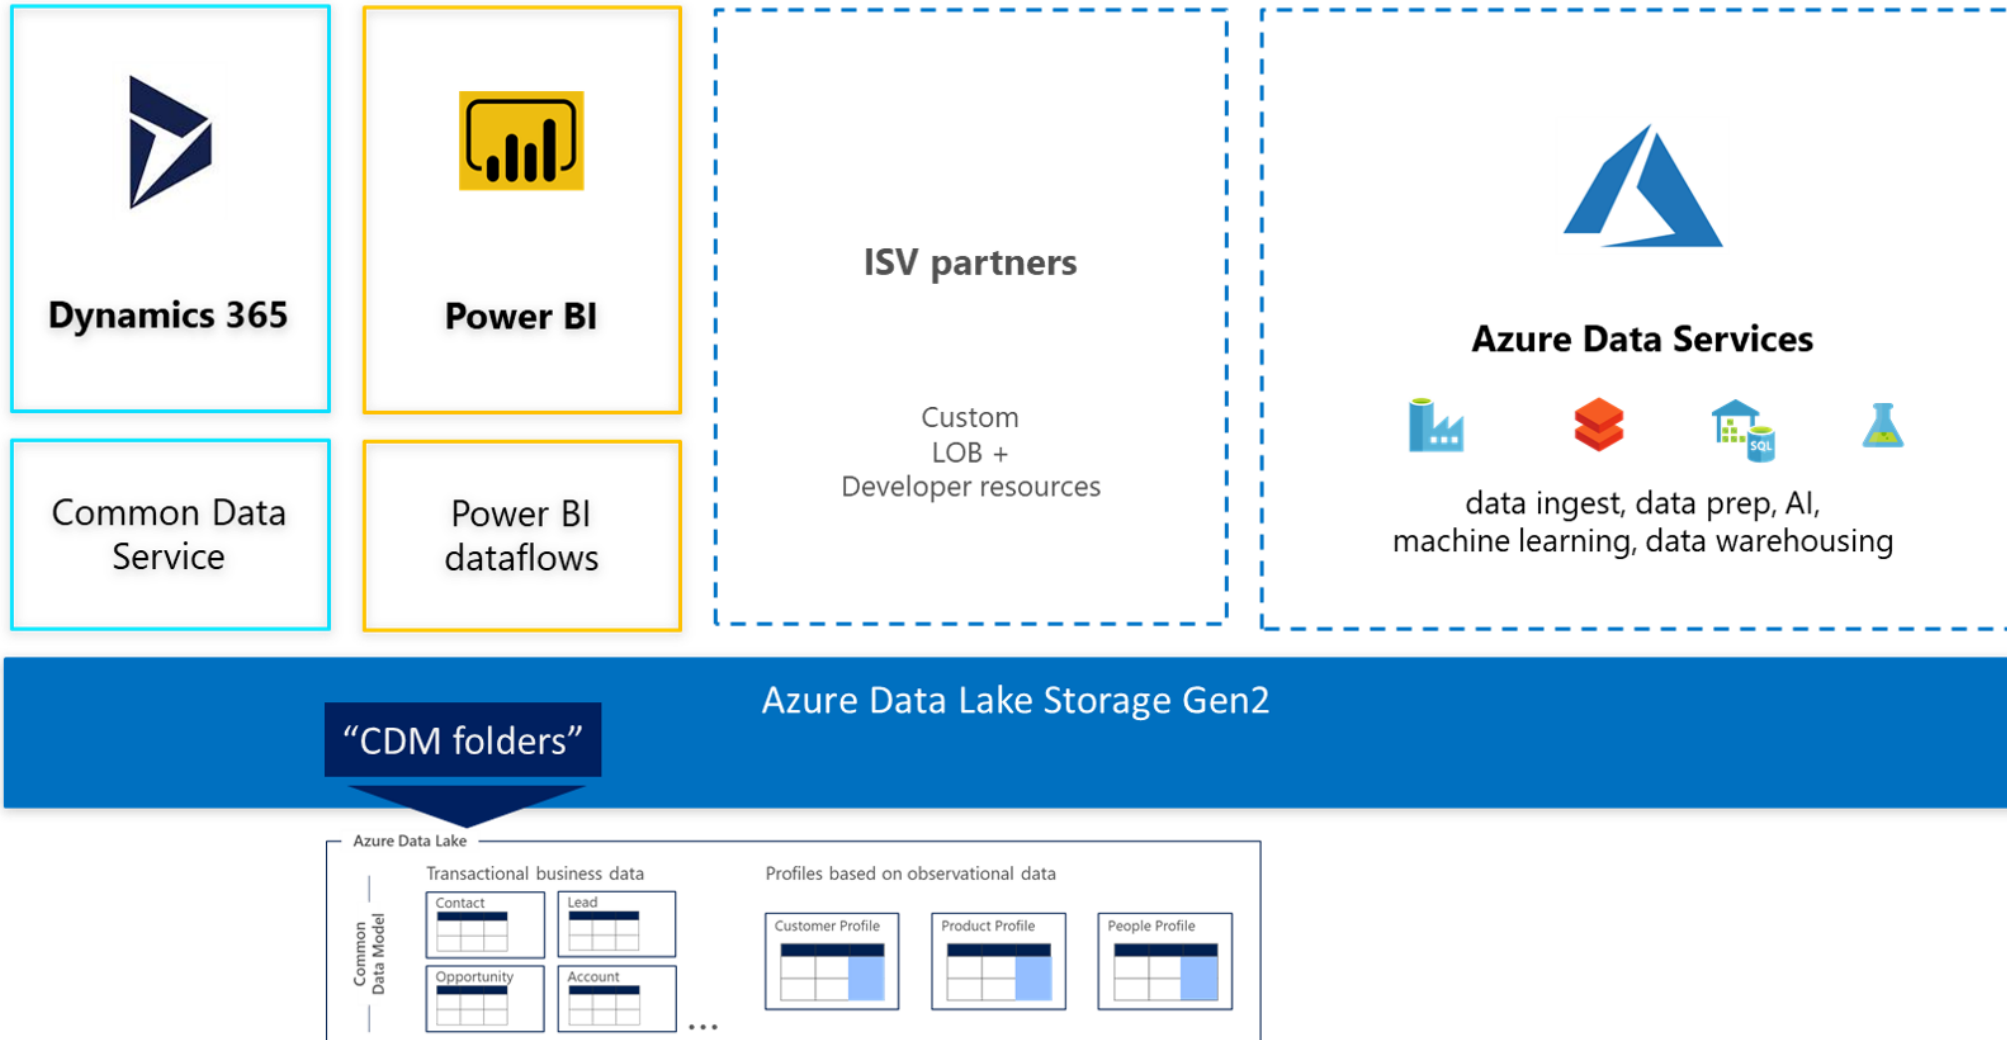 Dynamics 365
Common Data
Service
Power BI
Power BI
dataflows
ISV partners
Custom
LOB +
Developer resources
Azure Data Services
SQL
data ingest, data prep, AI,
machine learning, data warehousing
Azure Data Lake Storage Gen2
“CDM folders”
Azure Data Lake
Common
Data Model
Transactional business data
Contact
Lead
Opportunity
Account
...
Profiles based on observational data
Customer Profile
Product Profile
People Profile